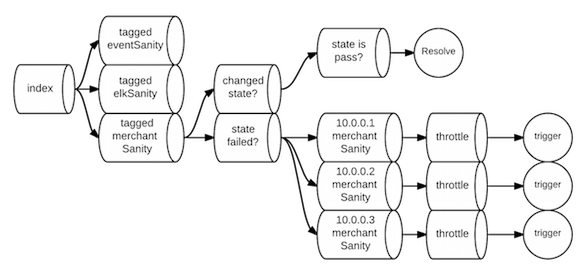 index
tagged
eventSanity
tagged
elkSanity
tagged
merchant
Sanity
changed
state?
state
failed?
state is
pass?
Resolve
10.0.0.1
merchant
Sanity
throttle
trigger
10.0.0.2
merchant
Sanity
throttle
trigger
10.0.0.3
merchant
Sanity
throttle
trigger